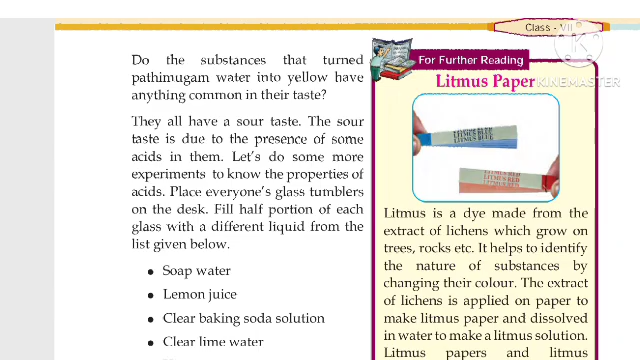 Class - VII
Do the substances that turned
pathimugam water into yellow have
anything common in their taste?
They all have a sour taste. The sour
taste is due to the presence of some
acids in them. Let's do some more
experiments to know the properties of
acids. Place everyone's glass tumblers
on the desk. Fill half portion of each
glass with a different liquid from the
list given below.
• Soap water
• Lemon juice
• Clear baking soda solution
• Clear lime water
For Further Reading
Litmus Paper
KINEMASTER
LITMUS BLUE
LITMUS BLUE
LITMUS RED
LITMUS RED
LITMUS RED
Litmus is a dye made from the
extract of lichens which grow on
trees, rocks etc. It helps to identify
the nature of substances by
changing their colour. The extract
of lichens is applied on paper to
make litmus paper and dissolved
in water to make a litmus solution.
Litmus papers and litmus